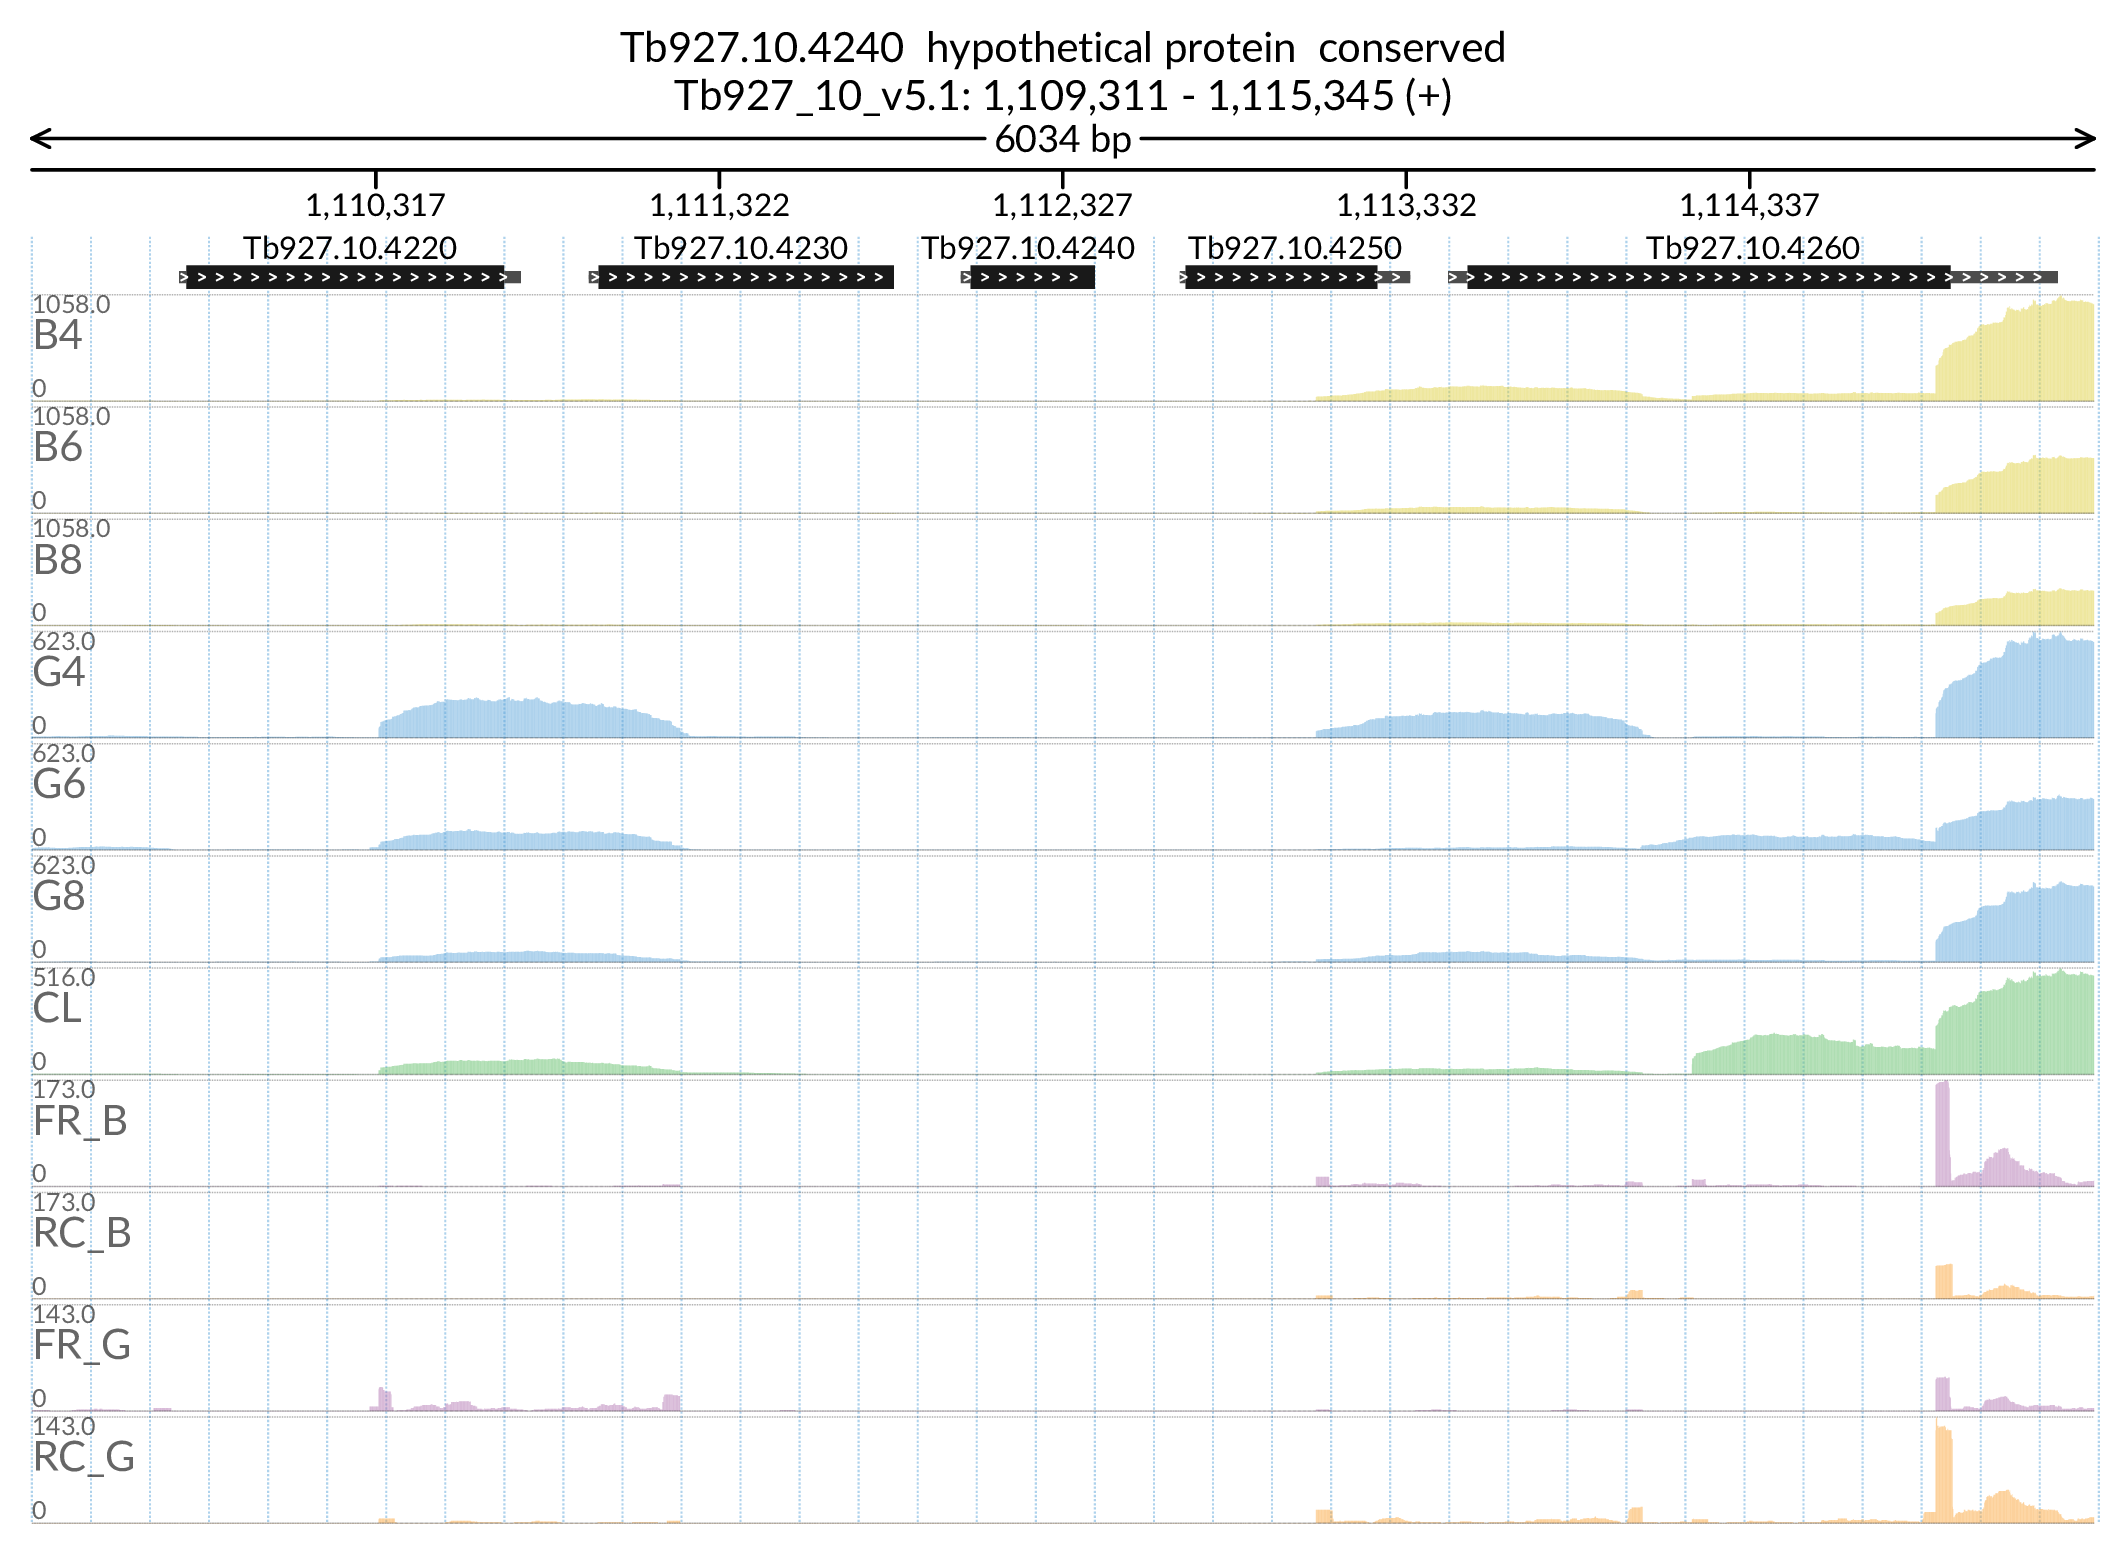 Tb927.10.4240 hypothetical protein conserved
Tb927_10_v5.1: 1,109,311 - 1,115,345 (+)
6034 bp
1,110,317 1,111,322 1,112,327 1,113,332 1,114,337
Tb927.10.4220 Tb927.10.4230 Tb927.10.4240 Tb927.10.4250 Tb927.10.4260
1058.0
B4
0
1058.0
B6
0
1058.0
B8
0
623.0
G4
0
623.0
G6
0
623.0
G8
0
516.0
CL
0
173.0
FR_B
0
173.0
RC_B
0
143.0
FR_G
0
143.0
RC_G
0